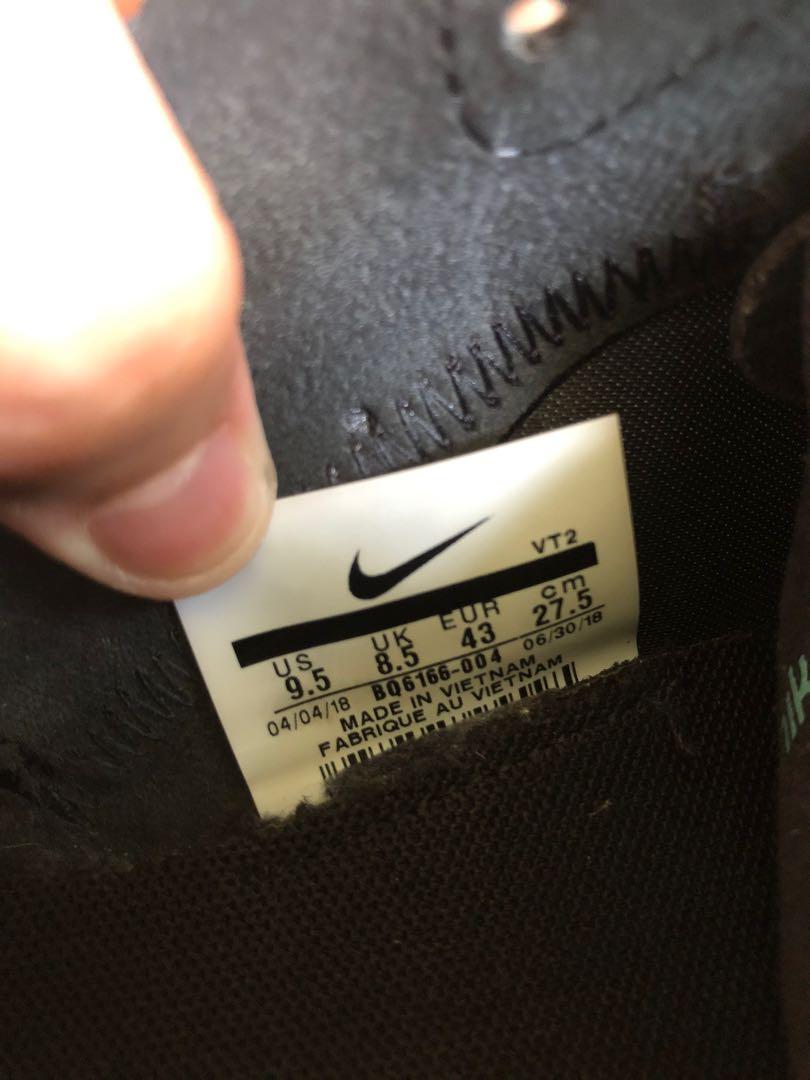 VT2
US UK EUR cm
9.5 8.5 43 27.5
04/04/18 BQ6166-004 06/30/18
MADE IN VIETNAM
FABRIQUE AU VIETNAM